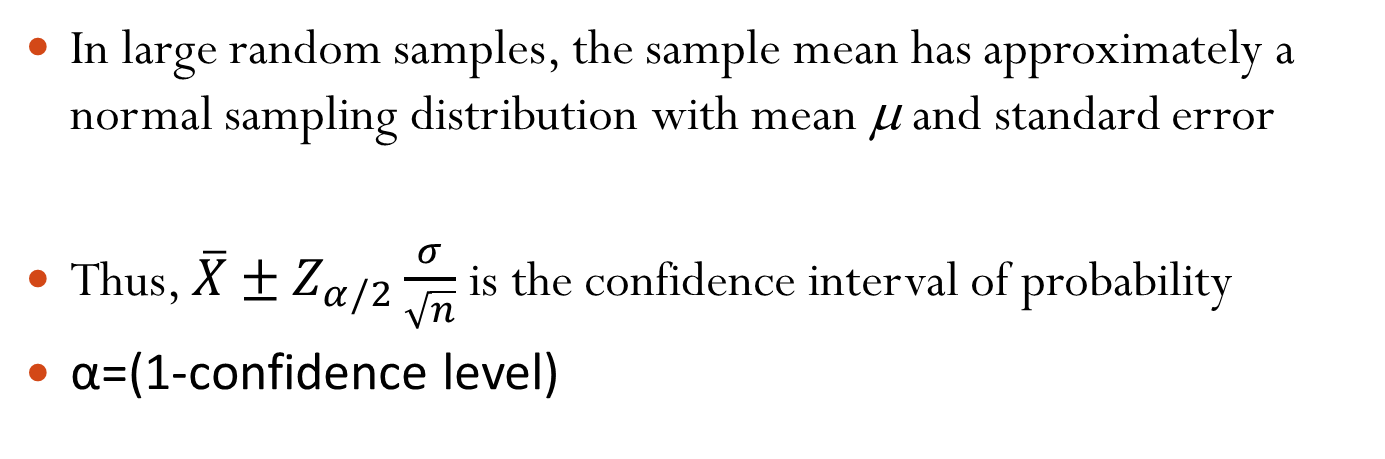 • In large random samples, the sample mean has approximately a
normal sampling distribution with mean μ and standard error
• Thus, X̄ ± Z_{α/2} σ/√n is the confidence interval of probability
• α=(1-confidence level)